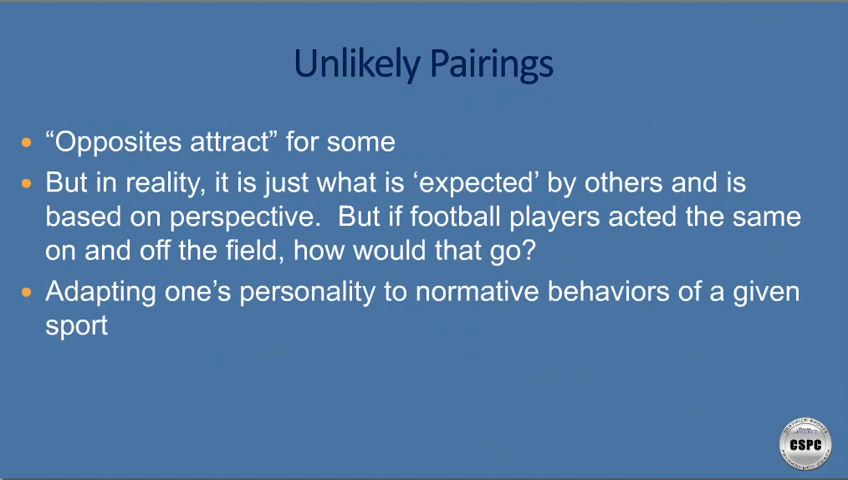 Unlikely Pairings
“Opposites attract” for some
But in reality, it is just what is ‘expected’ by others and is
based on perspective.  But if football players acted the same
on and off the field, how would that go?
Adapting one’s personality to normative behaviors of a given
sport
CSPC